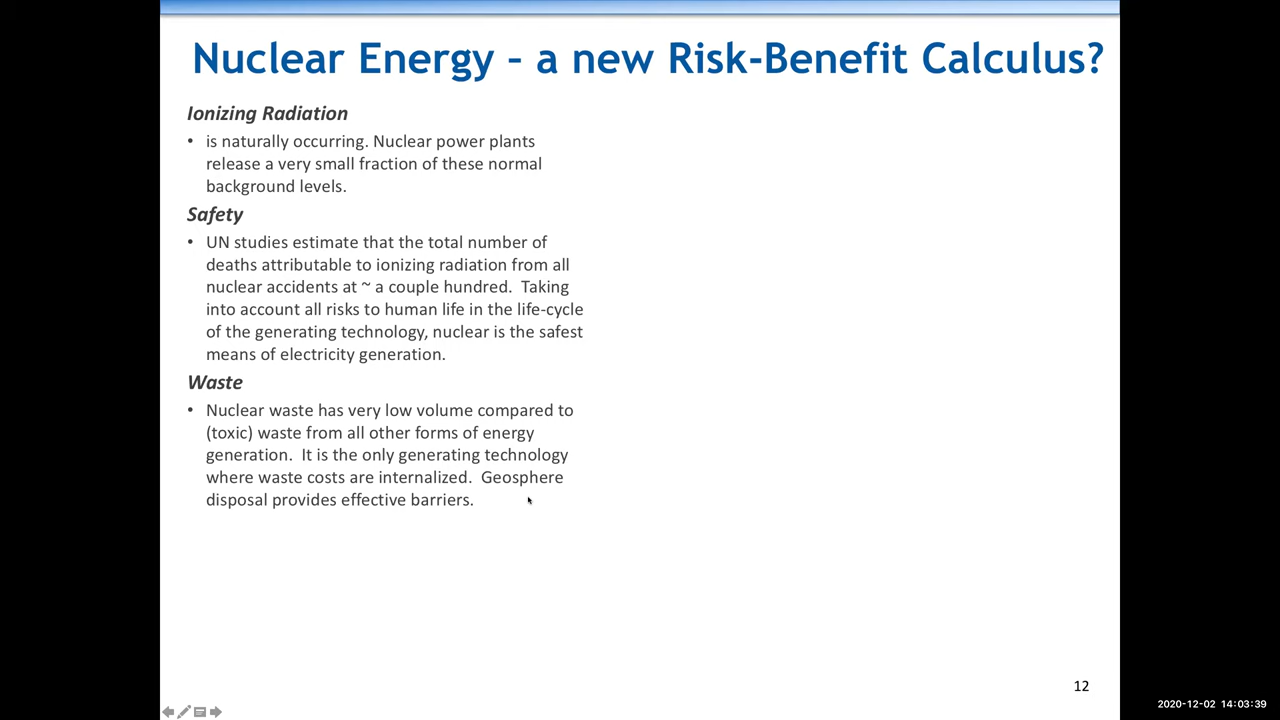 Nuclear Energy – a new Risk-Benefit Calculus?
Ionizing Radiation
• is naturally occurring. Nuclear power plants
release a very small fraction of these normal
background levels.
Safety
• UN studies estimate that the total number of
deaths attributable to ionizing radiation from all
nuclear accidents at ~ a couple hundred.  Taking
into account all risks to human life in the life-cycle
of the generating technology, nuclear is the safest
means of electricity generation.
Waste
• Nuclear waste has very low volume compared to
(toxic) waste from all other forms of energy
generation.  It is the only generating technology
where waste costs are internalized.  Geosphere
disposal provides effective barriers.
12
2020-12-02 14:03:39